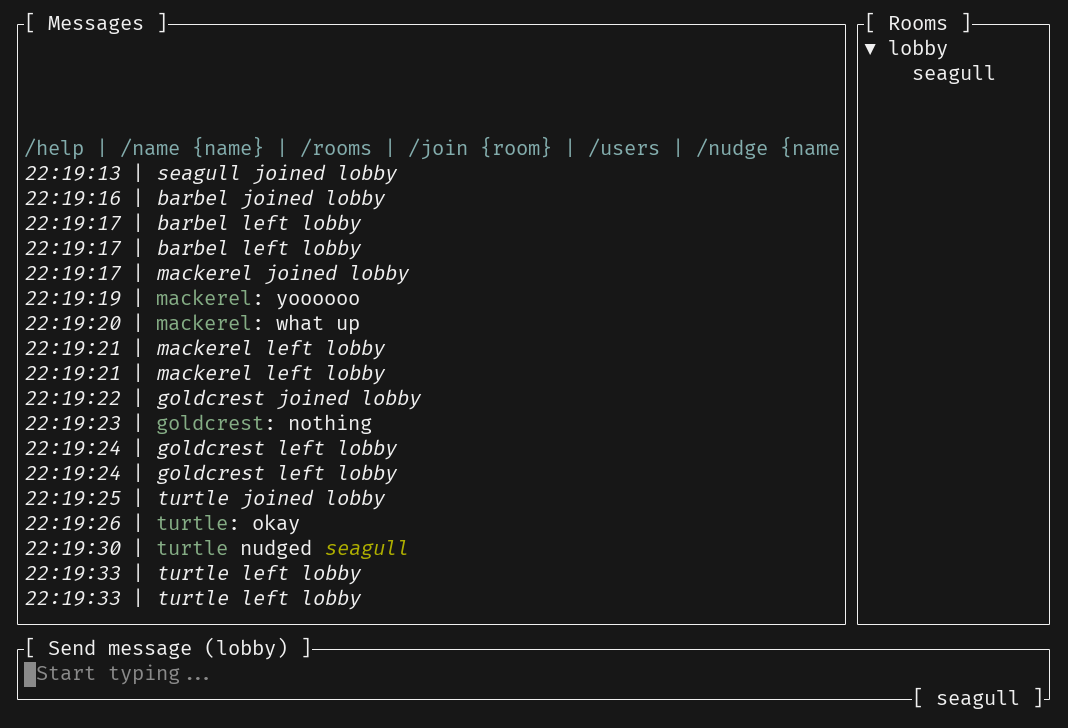 [ Messages ]
/help | /name {name} | /rooms | /join {room} | /users | /nudge {name
22:19:13 | seagull joined lobby
22:19:16 | barbel joined lobby
22:19:17 | barbel left lobby
22:19:17 | barbel left lobby
22:19:17 | mackerel joined lobby
22:19:19 | mackerel: yoooooo
22:19:20 | mackerel: what up
22:19:21 | mackerel left lobby
22:19:21 | mackerel left lobby
22:19:22 | goldcrest joined lobby
22:19:23 | goldcrest: nothing
22:19:24 | goldcrest left lobby
22:19:24 | goldcrest left lobby
22:19:25 | turtle joined lobby
22:19:26 | turtle: okay
22:19:30 | turtle nudged seagull
22:19:33 | turtle left lobby
22:19:33 | turtle left lobby
[ Rooms ]
▼ lobby
seagull
[ Send message (lobby) ]
Start typing...
[ seagull ]